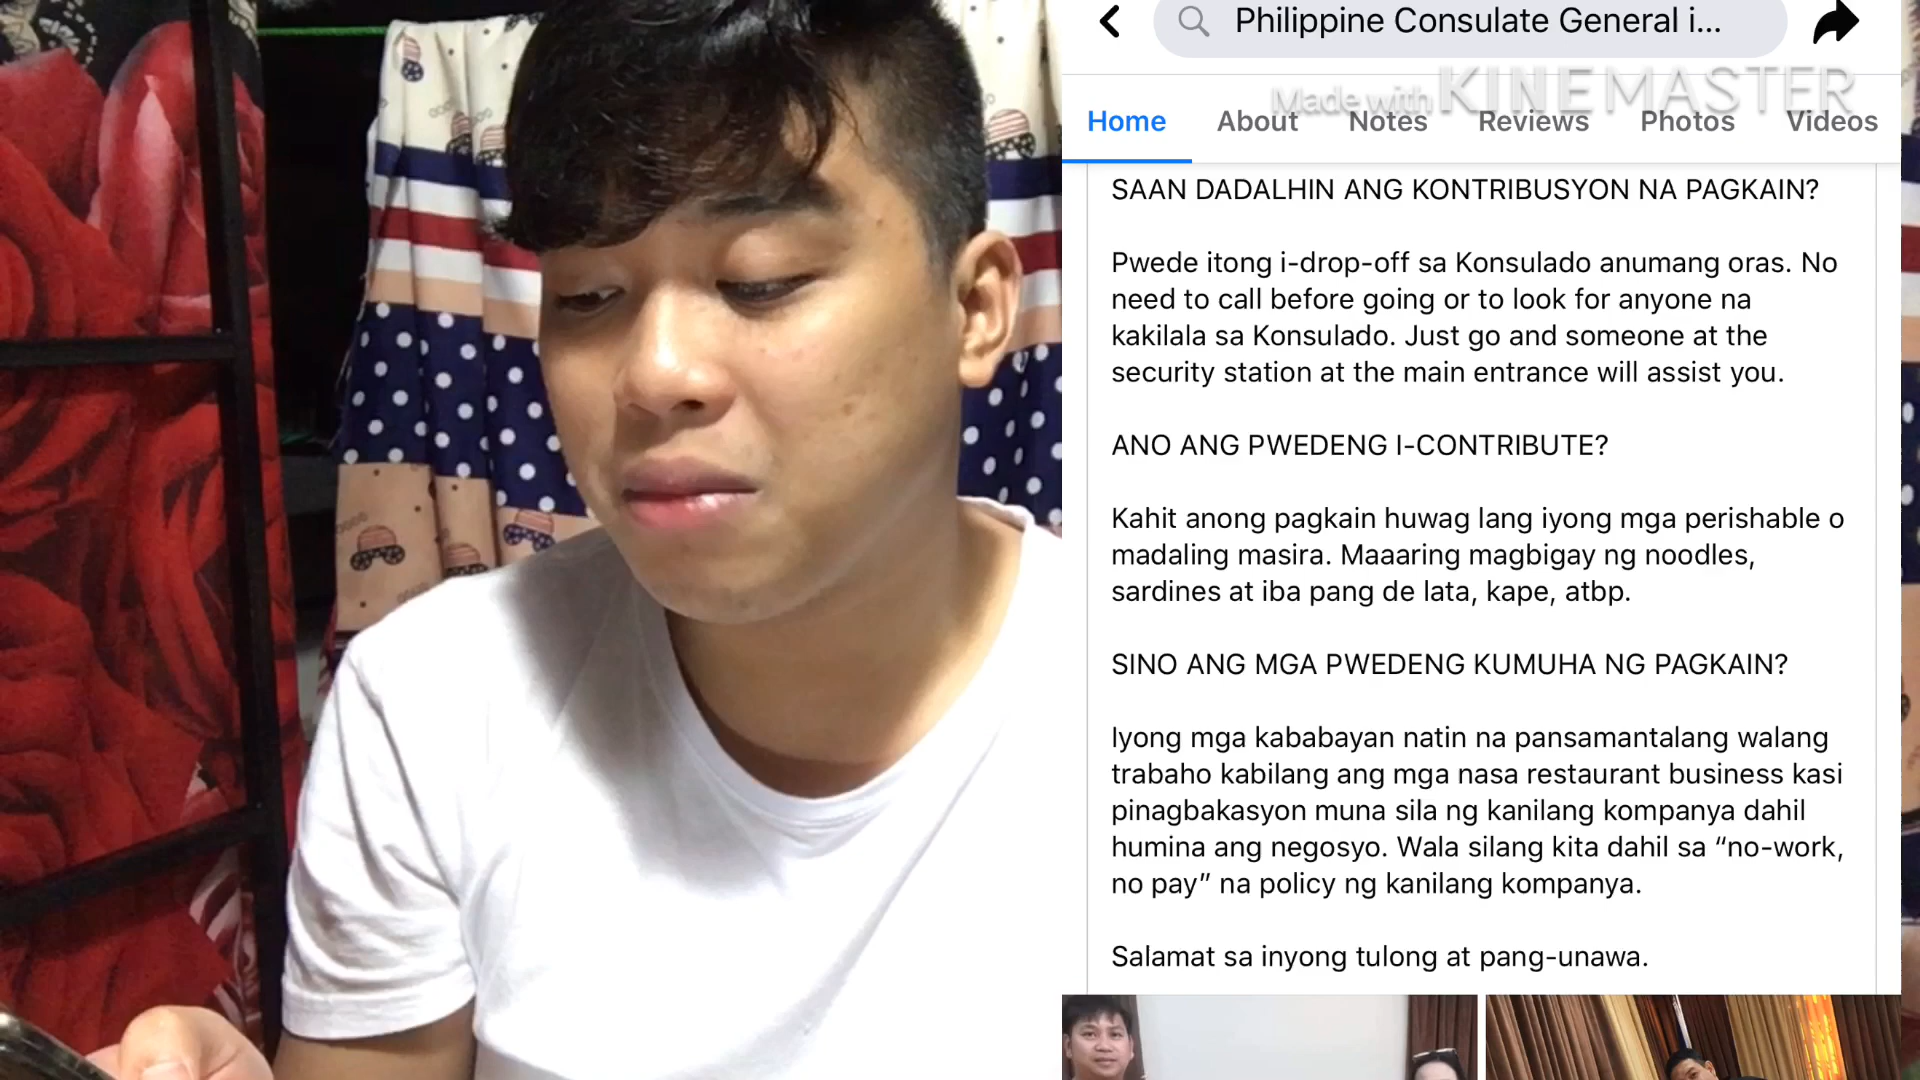 Philippine Consulate General i...
Made with KINEMASTER
Home About Notes Reviews Photos Videos
SAAN DADALHIN ANG KONTRIBUSYON NA PAGKAIN?
Pwede itong i-drop-off sa Konsulado anumang oras. No
need to call before going or to look for anyone na
kakilala sa Konsulado. Just go and someone at the
security station at the main entrance will assist you.
ANO ANG PWEDENG I-CONTRIBUTE?
Kahit anong pagkain huwag lang iyong mga perishable o
madaling masira. Maaaring magbigay ng noodles,
sardines at iba pang de lata, kape, atbp.
SINO ANG MGA PWEDENG KUMUHA NG PAGKAIN?
Iyong mga kababayan natin na pansamantalang walang
trabaho kabilang ang mga nasa restaurant business kasi
pinagbakasyon muna sila ng kanilang kompanya dahil
humina ang negosyo. Wala silang kita dahil sa “no-work,
no pay” na policy ng kanilang kompanya.
Salamat sa inyong tulong at pang-unawa.